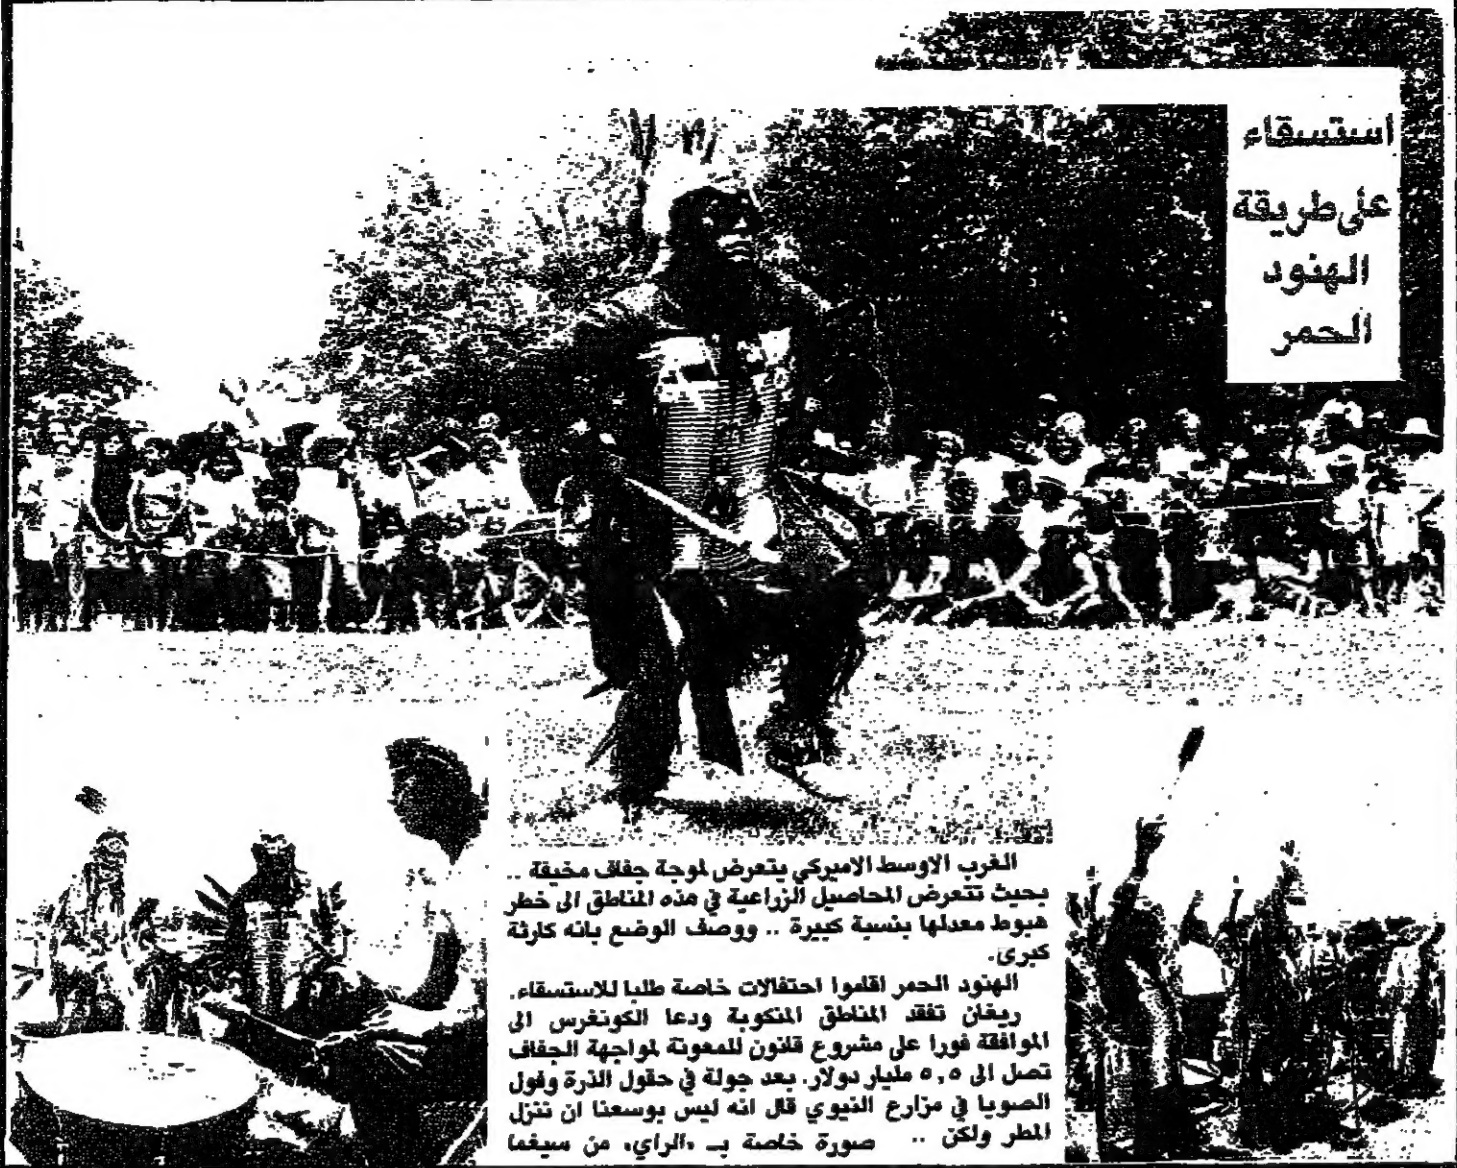 استسقاء
على طريقة
الهنود
الحمر
الغرب الاوسط الاميركي يتعرض لموجة جفاف مخيفة ..
بحيث تتعرض المحاصيل الزراعية في هذه المناطق الى خطر
هبوط معدلها بنسبة كبيرة .. ووصف الوضع بانه كارثة
كبرى.
الهنود الحمر اقاموا احتفالات خاصة طلبا للاستسقاء.
ريغان تفقد المناطق المنكوبة ودعا الكونغرس الى
الموافقة فورا على مشروع قانون للمعونة لمواجهة الجفاف
تصل الى ٥,٥ مليار دولار. بعد جولة في حقول الذرة وفول
الصويا في مزارع النيوي قال انه ليس بوسعنا ان ننزل
المطر ولكن .. صورة خاصة بـ «الراي» من سيغما